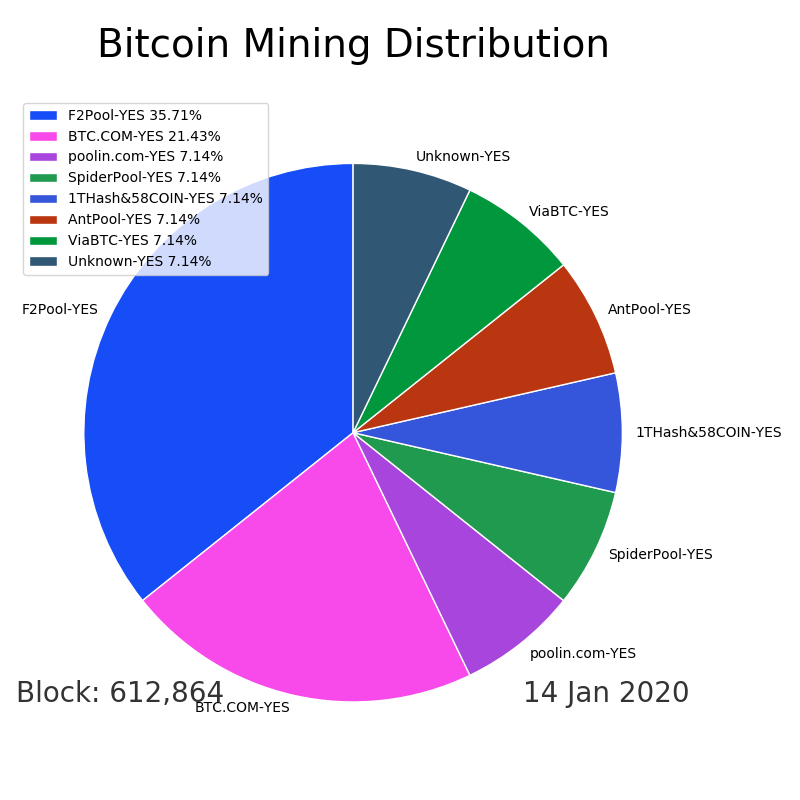 Bitcoin Mining Distribution
F2Pool-YES 35.71%
BTC.COM-YES 21.43%
poolin.com-YES 7.14%
SpiderPool-YES 7.14%
1THash&58COIN-YES 7.14%
AntPool-YES 7.14%
ViaBTC-YES 7.14%
Unknown-YES 7.14%
Unknown-YES
ViaBTC-YES
F2Pool-YES
AntPool-YES
1THash&58COIN-YES
SpiderPool-YES
poolin.com-YES
Block: 612,864
14 Jan 2020
BTC.COM-YES